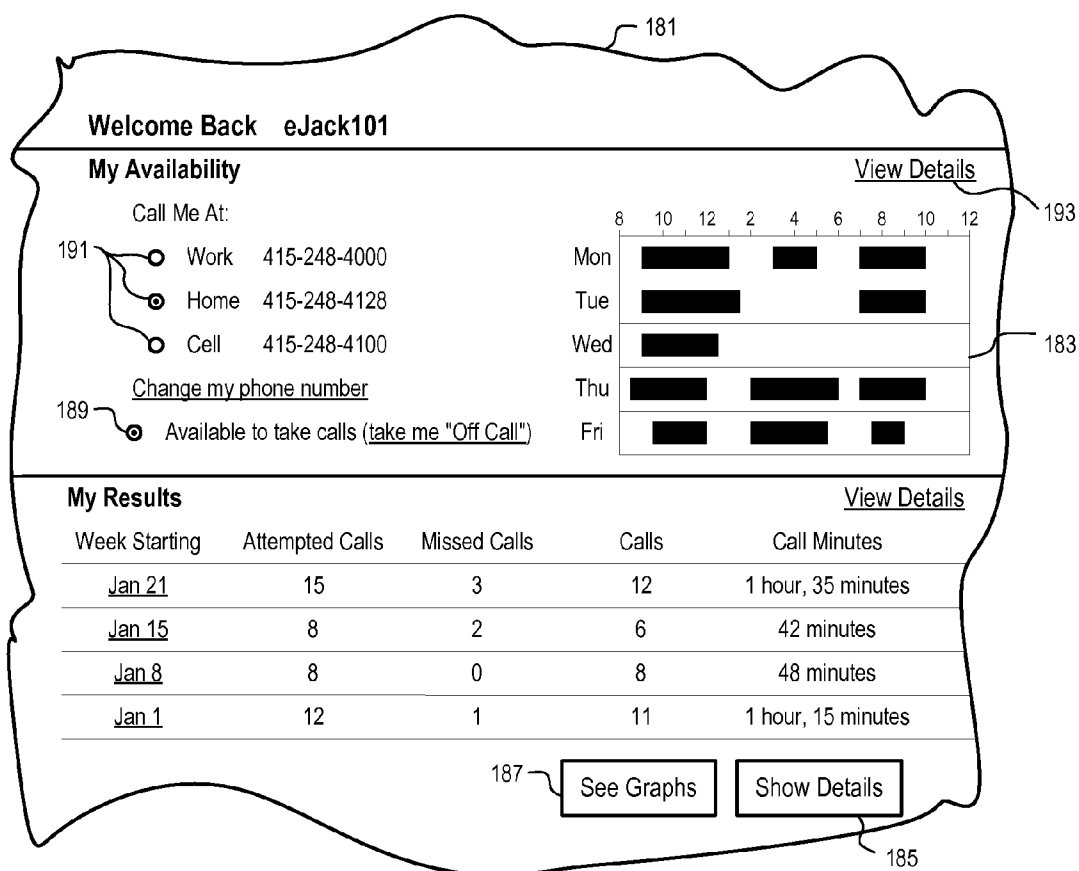 181
Welcome Back eJack101
My Availability View Details
193
Call Me At:
8 10 12 2 4 6 8 10 12
191
Work 415-248-4000
Home 415-248-4128
Cell 415-248-4100
Mon
Tue
Wed
Thu
Fri
183
Change my phone number
189
Available to take calls (take me "Off Call")
My Results View Details
Week Starting Attempted Calls Missed Calls Calls Call Minutes
Jan 21 15 3 12 1 hour, 35 minutes
Jan 15 8 2 6 42 minutes
Jan 8 8 0 8 48 minutes
Jan 1 12 1 11 1 hour, 15 minutes
187
See Graphs Show Details
185